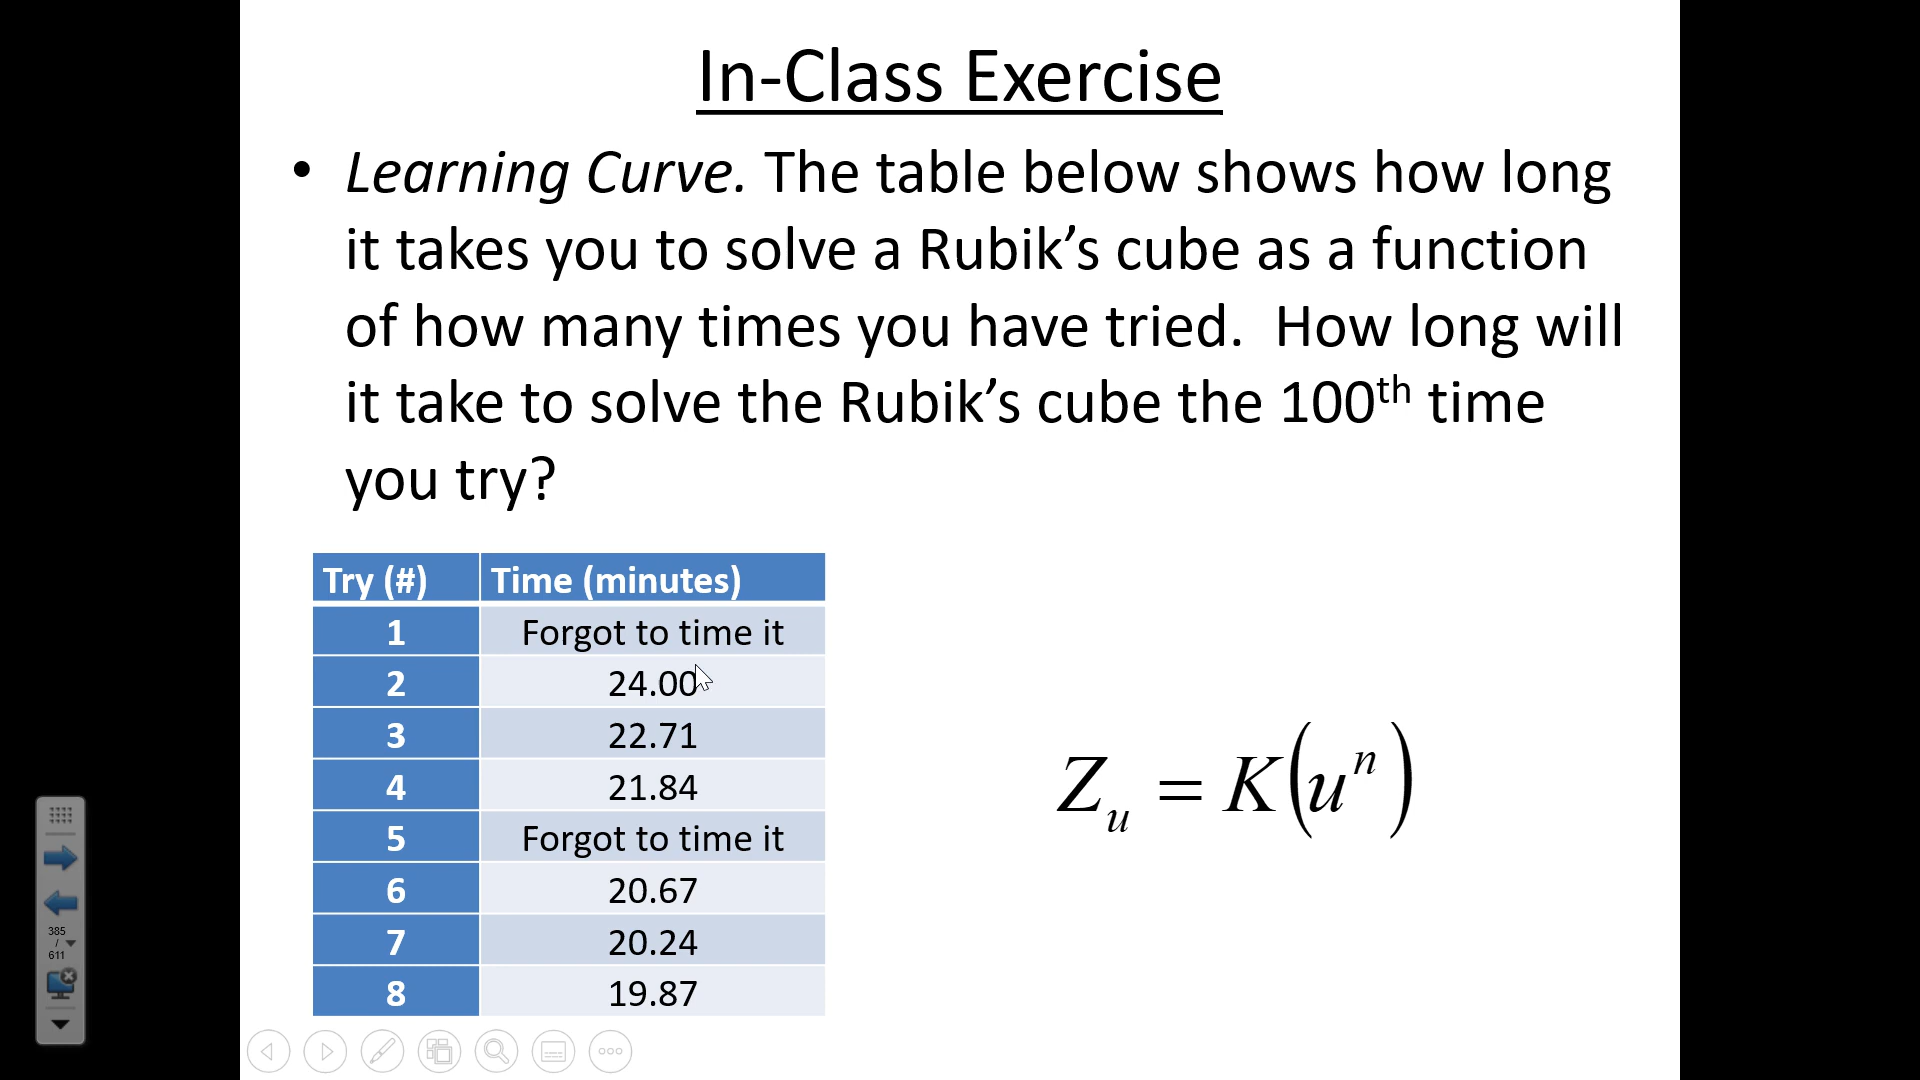 In-Class Exercise
• Learning Curve. The table below shows how long
it takes you to solve a Rubik’s cube as a function
of how many times you have tried.  How long will
it take to solve the Rubik’s cube the 100th time
you try?
Try (#) Time (minutes)
1 Forgot to time it
2 24.00
3 22.71
4 21.84
5 Forgot to time it
6 20.67
7 20.24
8 19.87
Z_u = K(u^n)
385
/
611